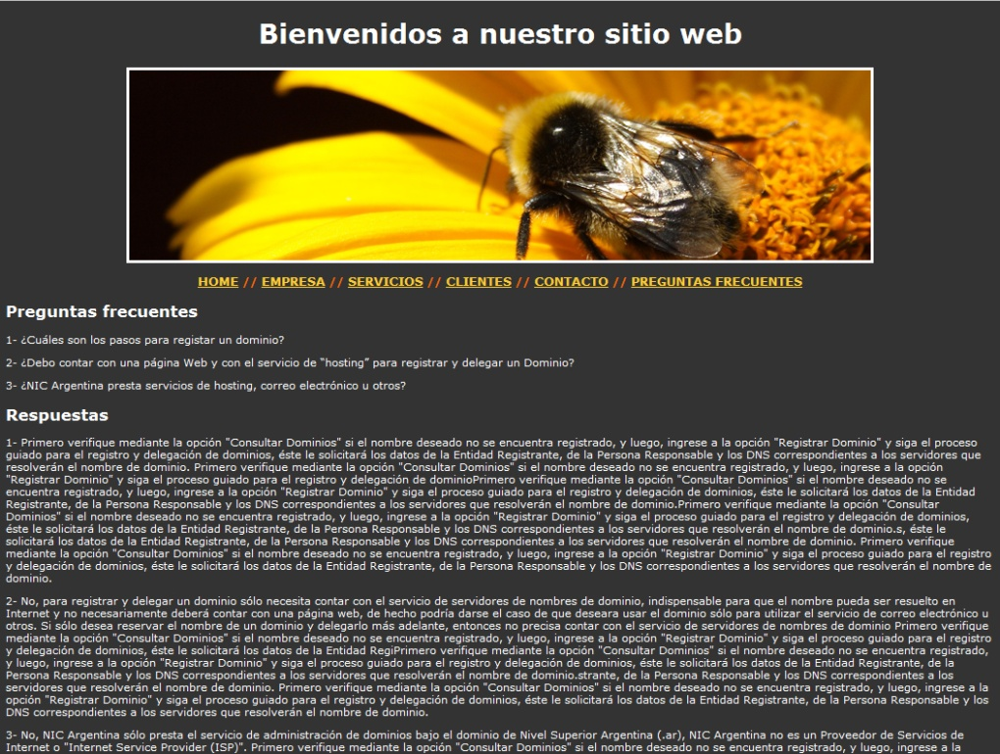 Bienvenidos a nuestro sitio web
HOME // EMPRESA // SERVICIOS // CLIENTES // CONTACTO // PREGUNTAS FRECUENTES
Preguntas frecuentes
1- ¿Cuáles son los pasos para registar un dominio?
2- ¿Debo contar con una página Web y con el servicio de “hosting” para registrar y delegar un Dominio?
3- ¿NIC Argentina presta servicios de hosting, correo electrónico u otros?
Respuestas
1- Primero verifique mediante la opción "Consultar Dominios" si el nombre deseado no se encuentra registrado, y luego, ingrese a la opción "Registrar Dominio" y siga el proceso
guiado para el registro y delegación de dominios, éste le solicitará los datos de la Entidad Registrante, de la Persona Responsable y los DNS correspondientes a los servidores que
resolverán el nombre de dominio. Primero verifique mediante la opción "Consultar Dominios" si el nombre deseado no se encuentra registrado, y luego, ingrese a la opción
"Registrar Dominio" y siga el proceso guiado para el registro y delegación de dominioPrimero verifique mediante la opción "Consultar Dominios" si el nombre deseado no se
encuentra registrado, y luego, ingrese a la opción "Registrar Dominio" y siga el proceso guiado para el registro y delegación de dominios, éste le solicitará los datos de la Entidad
Registrante, de la Persona Responsable y los DNS correspondientes a los servidores que resolverán el nombre de dominio.Primero verifique mediante la opción "Consultar
Dominios" si el nombre deseado no se encuentra registrado, y luego, ingrese a la opción "Registrar Dominio" y siga el proceso guiado para el registro y delegación de dominios,
éste le solicitará los datos de la Entidad Registrante, de la Persona Responsable y los DNS correspondientes a los servidores que resolverán el nombre de dominio.s, éste le
solicitará los datos de la Entidad Registrante, de la Persona Responsable y los DNS correspondientes a los servidores que resolverán el nombre de dominio. Primero verifique
mediante la opción "Consultar Dominios" si el nombre deseado no se encuentra registrado, y luego, ingrese a la opción "Registrar Dominio" y siga el proceso guiado para el registro
y delegación de dominios, éste le solicitará los datos de la Entidad Registrante, de la Persona Responsable y los DNS correspondientes a los servidores que resolverán el nombre de
dominio.
2- No, para registrar y delegar un dominio sólo necesita contar con el servicio de servidores de nombres de dominio, indispensable para que el nombre pueda ser resuelto en
Internet y no necesariamente deberá contar con una página web, de hecho podría darse el caso de que deseara usar el dominio sólo para utilizar el servicio de correo electrónico u
otros. Si sólo desea reservar el nombre de un dominio y delegarlo más adelante, entonces no precisa contar con el servicio de servidores de nombres de dominio Primero verifique
mediante la opción "Consultar Dominios" si el nombre deseado no se encuentra registrado, y luego, ingrese a la opción "Registrar Dominio" y siga el proceso guiado para el registro
y delegación de dominios, éste le solicitará los datos de la Entidad RegiPrimero verifique mediante la opción "Consultar Dominios" si el nombre deseado no se encuentra registrado,
y luego, ingrese a la opción "Registrar Dominio" y siga el proceso guiado para el registro y delegación de dominios, éste le solicitará los datos de la Entidad Registrante, de la
Persona Responsable y los DNS correspondientes a los servidores que resolverán el nombre de dominio.strante, de la Persona Responsable y los DNS correspondientes a los
servidores que resolverán el nombre de dominio. Primero verifique mediante la opción "Consultar Dominios" si el nombre deseado no se encuentra registrado, y luego, ingrese a la
opción "Registrar Dominio" y siga el proceso guiado para el registro y delegación de dominios, éste le solicitará los datos de la Entidad Registrante, de la Persona Responsable y los
DNS correspondientes a los servidores que resolverán el nombre de dominio.
3- No, NIC Argentina sólo presta el servicio de administración de dominios bajo el dominio de Nivel Superior Argentina (.ar), NIC Argentina no es un Proveedor de Servicios de
Internet o "Internet Service Provider (ISP)". Primero verifique mediante la opción "Consultar Dominios" si el nombre deseado no se encuentra registrado, y luego, ingrese a la